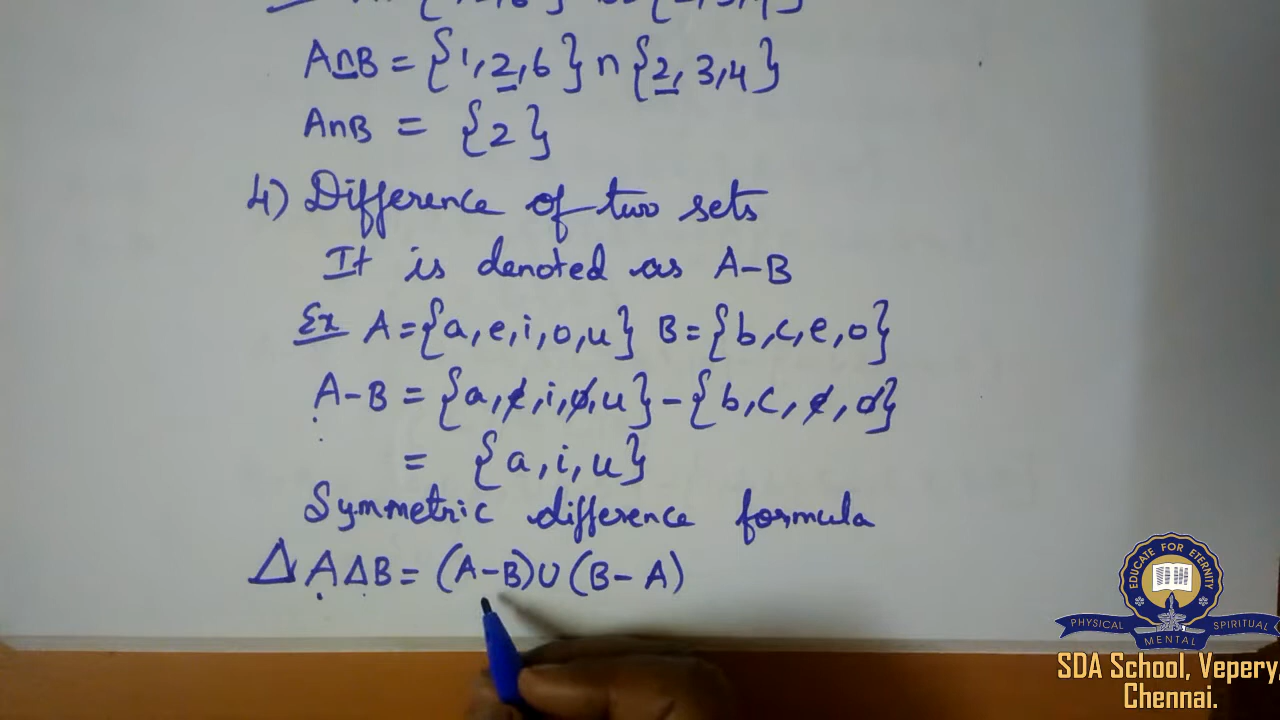 A∩B = {1,2,6} ∩ {2,3,4}
A∩B = {2}
4) Difference of two sets
It is denoted as A-B
Ex A={a,e,i,o,u} B={b,c,e,o}
A-B = {a,e,i,o,u}-{b,c,e,o}
= {a,i,u}
Symmetric difference formula
Δ AΔB = (A-B)∪(B-A)
EDUCATE FOR ETERNITY
PHYSICAL MENTAL SPIRITUAL
SDA School, Vepery,
Chennai.